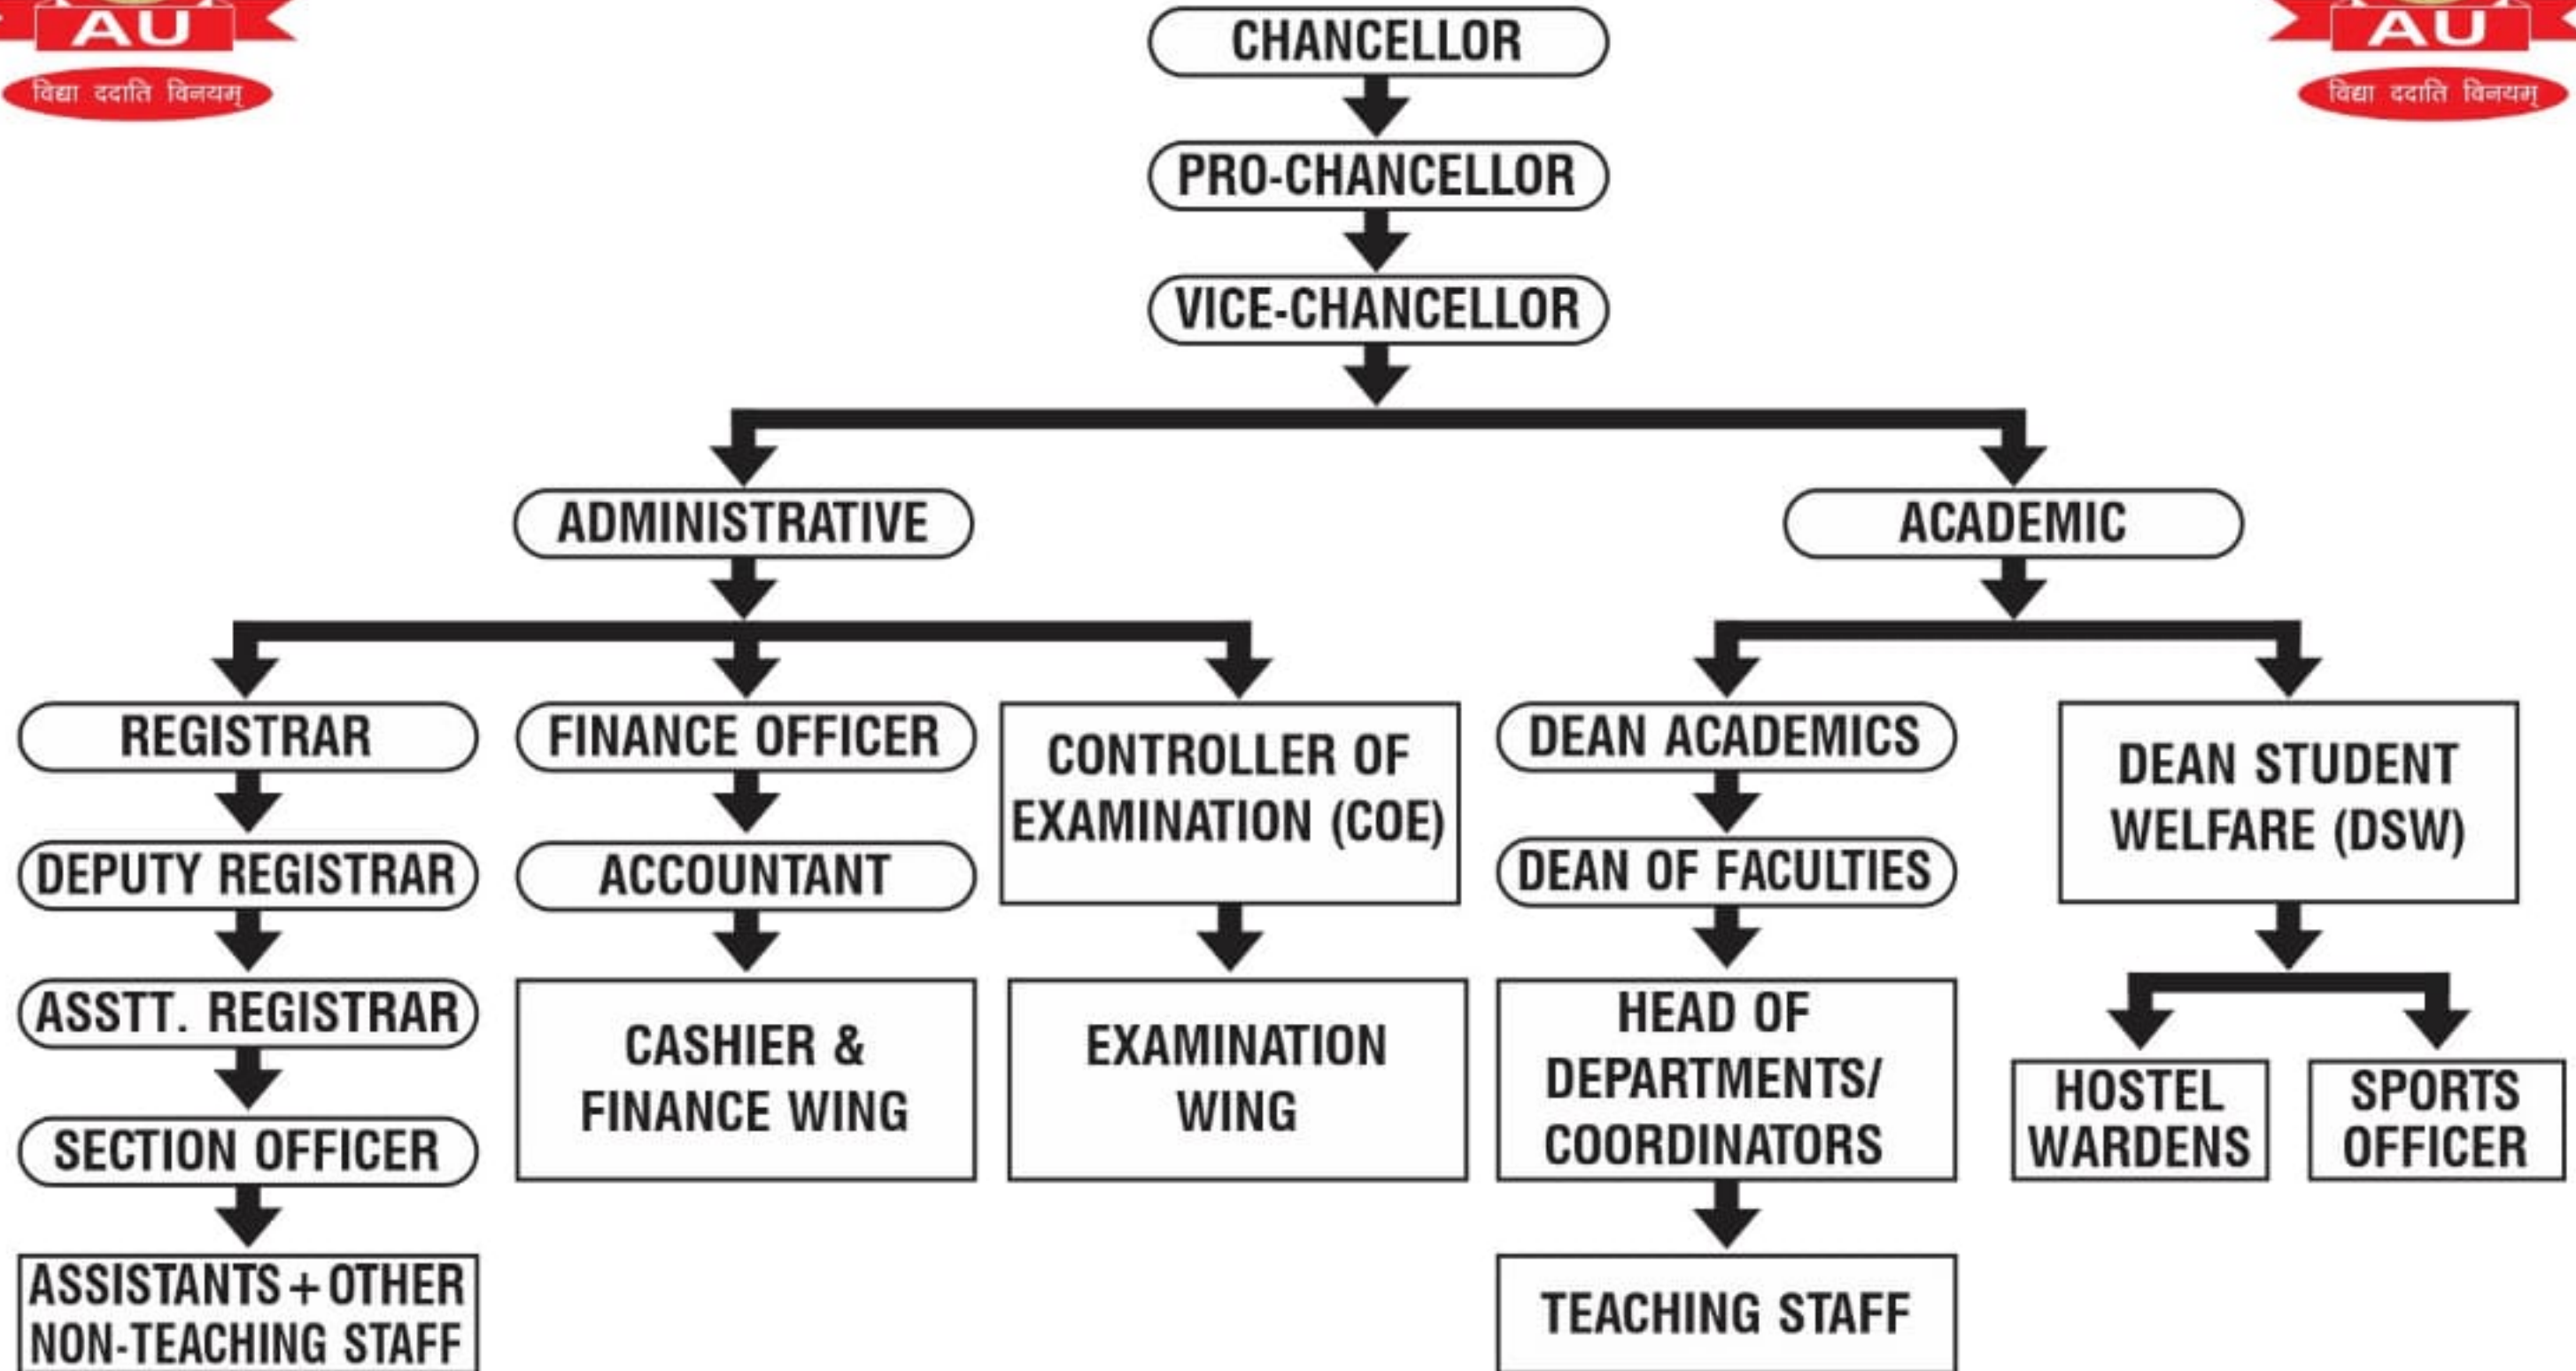 AU
विद्या ददाति विनयम्
AU
विद्या ददाति विनयम्
CHANCELLOR
PRO-CHANCELLOR
VICE-CHANCELLOR
ADMINISTRATIVE
ACADEMIC
REGISTRAR
DEPUTY REGISTRAR
ASSTT. REGISTRAR
SECTION OFFICER
ASSISTANTS + OTHER
NON-TEACHING STAFF
FINANCE OFFICER
ACCOUNTANT
CASHIER &
FINANCE WING
CONTROLLER OF
EXAMINATION (COE)
EXAMINATION
WING
DEAN ACADEMICS
DEAN OF FACULTIES
HEAD OF
DEPARTMENTS/
COORDINATORS
TEACHING STAFF
DEAN STUDENT
WELFARE (DSW)
HOSTEL
WARDENS
SPORTS
OFFICER